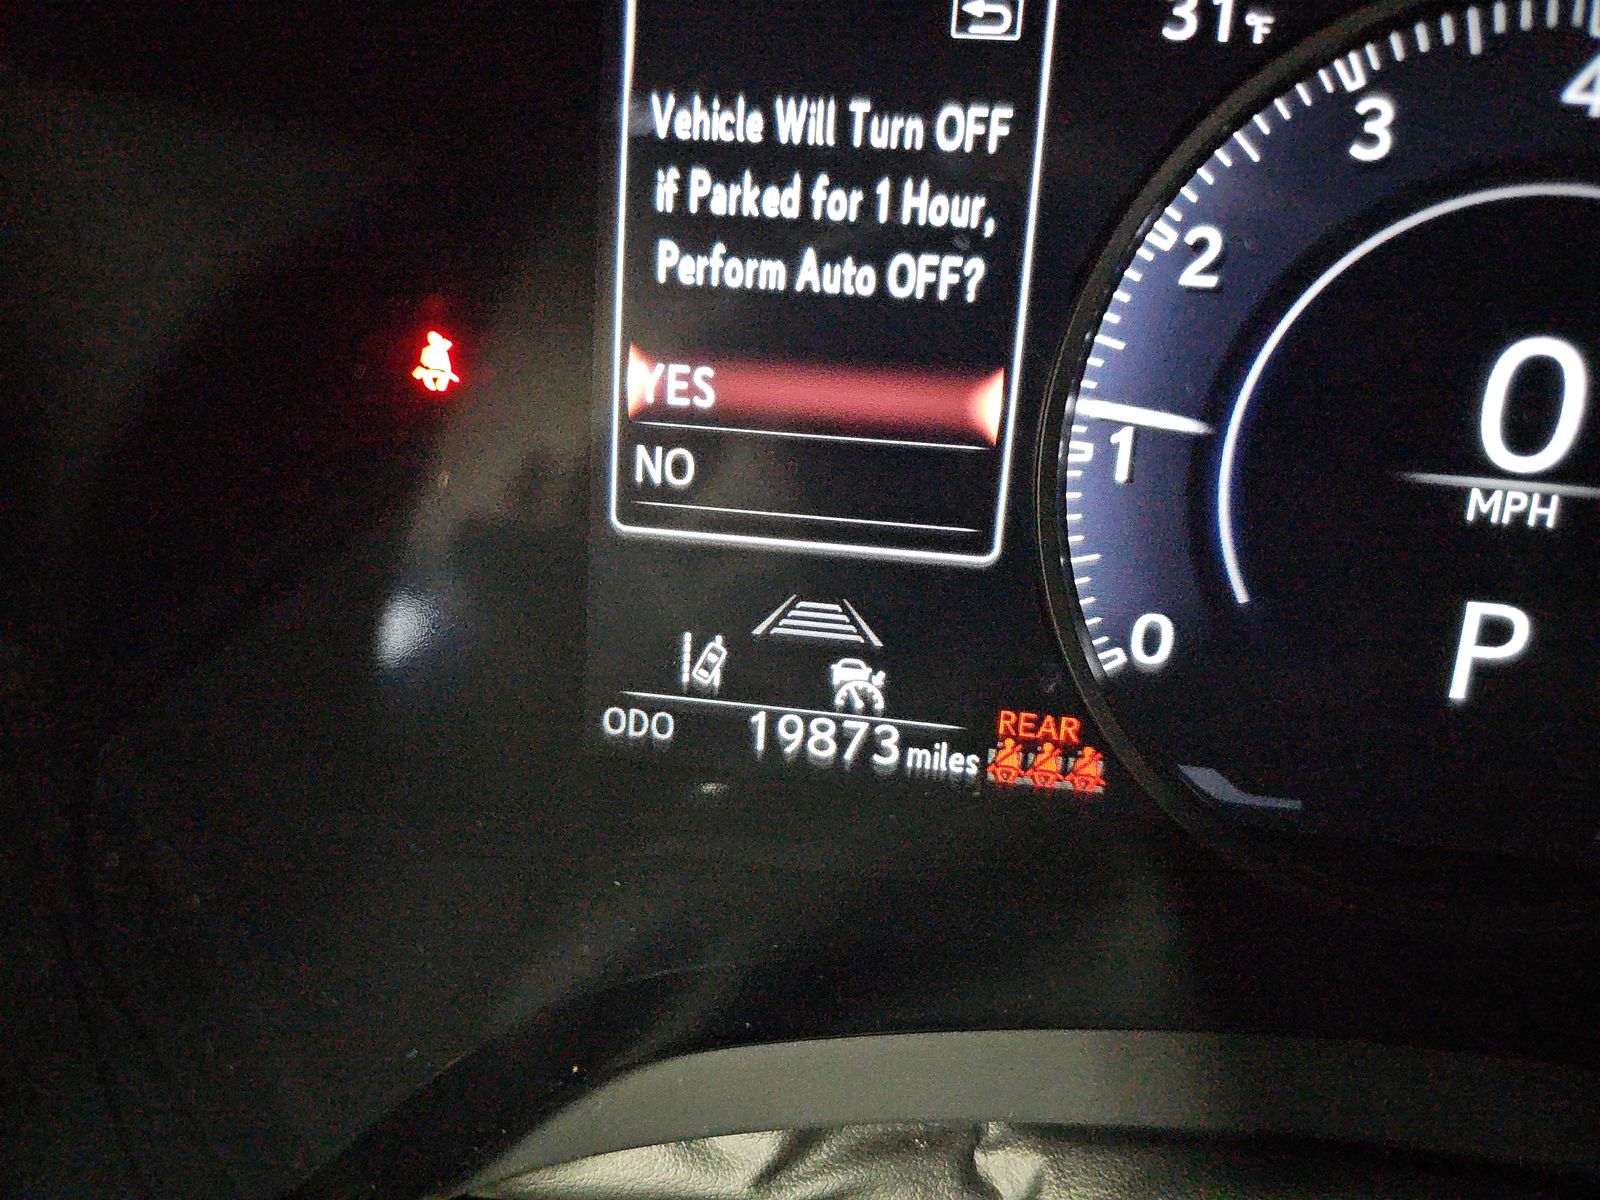 31°F
Vehicle Will Turn OFF
if Parked for 1 Hour,
Perform Auto OFF?
YES
NO
4
3
2
1
0
0
MPH
P
ODO 19873 miles
REAR